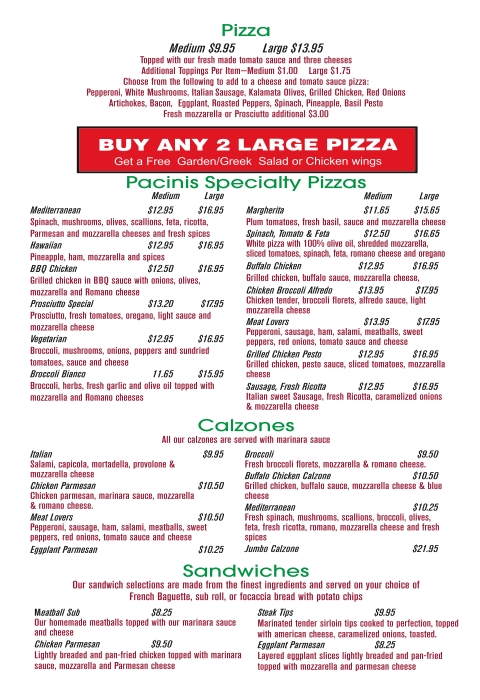 Pizza
Medium $9.95 Large $13.95
Topped with our fresh made tomato sauce and three cheeses
Additional Toppings Per Item—Medium $1.00 Large $1.75
Choose from the following to add to a cheese and tomato sauce pizza:
Pepperoni, White Mushrooms, Italian Sausage, Kalamata Olives, Grilled Chicken, Red Onions
Artichokes, Bacon, Eggplant, Roasted Peppers, Spinach, Pineapple, Basil Pesto
Fresh mozzarella or Prosciutto additional $3.00
BUY ANY 2 LARGE PIZZA
Get a Free Garden/Greek Salad or Chicken wings
Pacinis Specialty Pizzas
Medium Large
Mediterranean $12.95 $16.95
Spinach, mushrooms, olives, scallions, feta, ricotta,
Parmesan and mozzarella cheeses and fresh spices
Hawaiian $12.95 $16.95
Pineapple, ham, mozzarella and spices
BBQ Chicken $12.50 $16.95
Grilled chicken in BBQ sauce with onions, olives,
mozzarella and Romano cheese
Prosciutto Special $13.20 $17.95
Prosciutto, fresh tomatoes, oregano, light sauce and
mozzarella cheese
Vegetarian $12.95 $16.95
Broccoli, mushrooms, onions, peppers and sundried
tomatoes, sauce and cheese
Broccoli Bianco 11.65 $15.95
Broccoli, herbs, fresh garlic and olive oil topped with
mozzarella and Romano cheeses
Medium Large
Margherita $11.65 $15.65
Plum tomatoes, fresh basil, sauce and mozzarella cheese
Spinach, Tomato & Feta $12.50 $16.65
White pizza with 100% olive oil, shredded mozzarella,
sliced tomatoes, spinach, feta, romano cheese and oregano
Buffalo Chicken $12.95 $16.95
Grilled chicken, buffalo sauce, mozzarella cheese,
Chicken Broccoli Alfredo $13.95 $17.95
Chicken tender, broccoli florets, alfredo sauce, light
mozzarella cheese
Meat Lovers $13.95 $17.95
Pepperoni, sausage, ham, salami, meatballs, sweet
peppers, red onions, tomato sauce and cheese
Grilled Chicken Pesto $12.95 $16.95
Grilled chicken, pesto sauce, sliced tomatoes, mozzarella
cheese
Sausage, Fresh Ricotta $12.95 $16.95
Italian sweet Sausage, fresh Ricotta, caramelized onions
& mozzarella cheese
Calzones
All our calzones are served with marinara sauce
Italian $9.95
Salami, capicola, mortadella, provolone &
mozzarella cheese
Chicken Parmesan $10.50
Chicken parmesan, marinara sauce, mozzarella
& romano cheese.
Meat Lovers $10.50
Pepperoni, sausage, ham, salami, meatballs, sweet
peppers, red onions, tomato sauce and cheese
Eggplant Parmesan $10.25
Broccoli $9.50
Fresh broccoli florets, mozzarella & romano cheese.
Buffalo Chicken Calzone $10.50
Grilled chicken, buffalo sauce, mozzarella cheese & blue
cheese
Mediterranean $10.25
Fresh spinach, mushrooms, scallions, broccoli, olives,
feta, fresh ricotta, romano, mozzarella cheese and fresh
spices
Jumbo Calzone $21.95
Sandwiches
Our sandwich selections are made from the finest ingredients and served on your choice of
French Baguette, sub roll, or focaccia bread with potato chips
Meatball Sub $8.25
Our homemade meatballs topped with our marinara sauce
and cheese
Chicken Parmesan $9.50
Lightly breaded and pan-fried chicken topped with marinara
sauce, mozzarella and Parmesan cheese
Steak Tips $9.95
Marinated tender sirloin tips cooked to perfection, topped
with american cheese, caramelized onions, toasted.
Eggplant Parmesan $8.25
Layered eggplant slices lightly breaded and pan-fried
topped with mozzarella and parmesan cheese